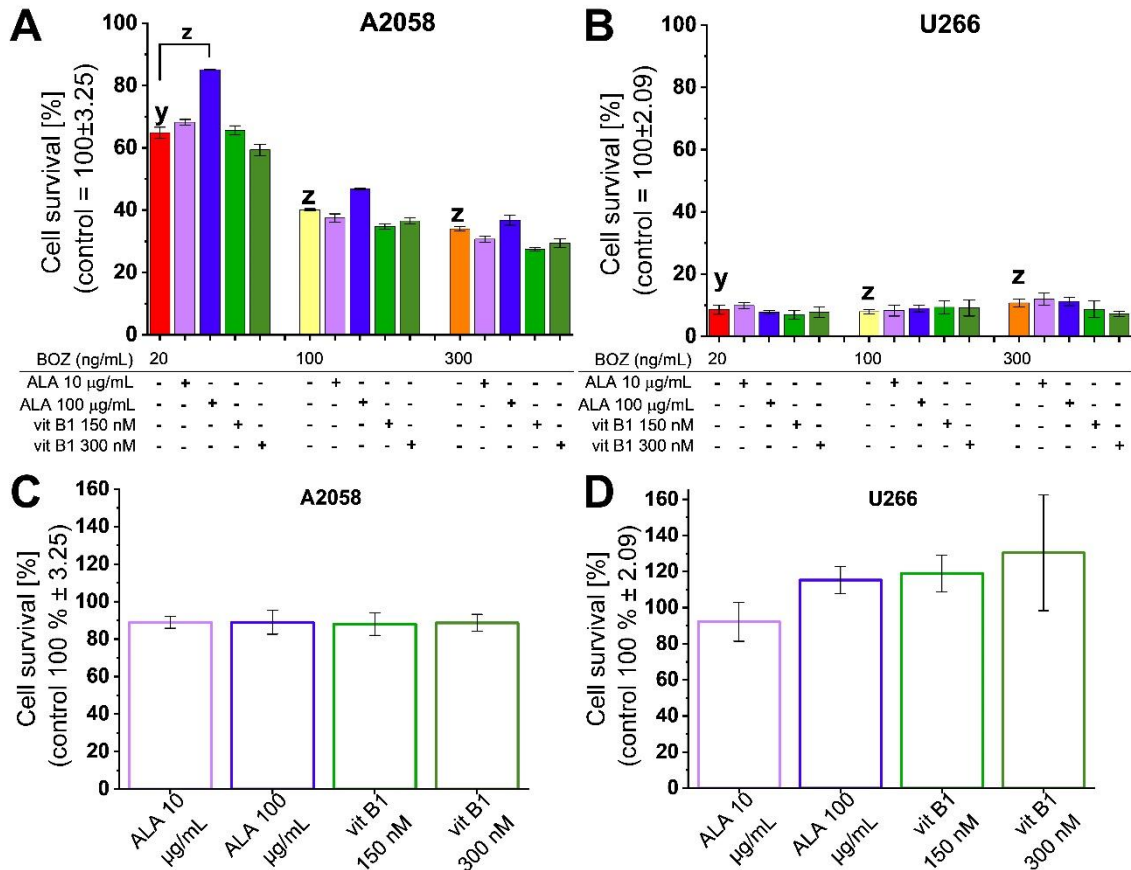 A
A2058
Cell survival [%]
(control = 100±3.25)
100
80
60
40
20
0
z
y
z
z
BOZ (ng/mL) 20 100 300
ALA 10 µg/mL - + - - - - + - - - - + - - -
ALA 100 µg/mL - - + - - - - + - - - - + - -
vit B1 150 nM - - - + - - - - + - - - - + -
vit B1 300 nM - - - - + - - - - + - - - - +
B
U266
Cell survival [%]
(control = 100±2.09)
100
80
60
40
20
0
y
z
z
BOZ (ng/mL) 20 100 300
ALA 10 µg/mL - + - - - - + - - - - + - - -
ALA 100 µg/mL - - + - - - - + - - - - + - -
vit B1 150 nM - - - + - - - - + - - - - + -
vit B1 300 nM - - - - + - - - - + - - - - +
C
A2058
Cell survival [%]
(control 100 % ± 3.25)
160
140
120
100
80
60
40
20
0
ALA 10
µg/mL
ALA 100
µg/mL
vit B1
150 nM
vit B1
300 nM
D
U266
Cell survival [%]
(control 100 % ± 2.09)
160
140
120
100
80
60
40
20
0
ALA 10
µg/mL
ALA 100
µg/mL
vit B1
150 nM
vit B1
300 nM